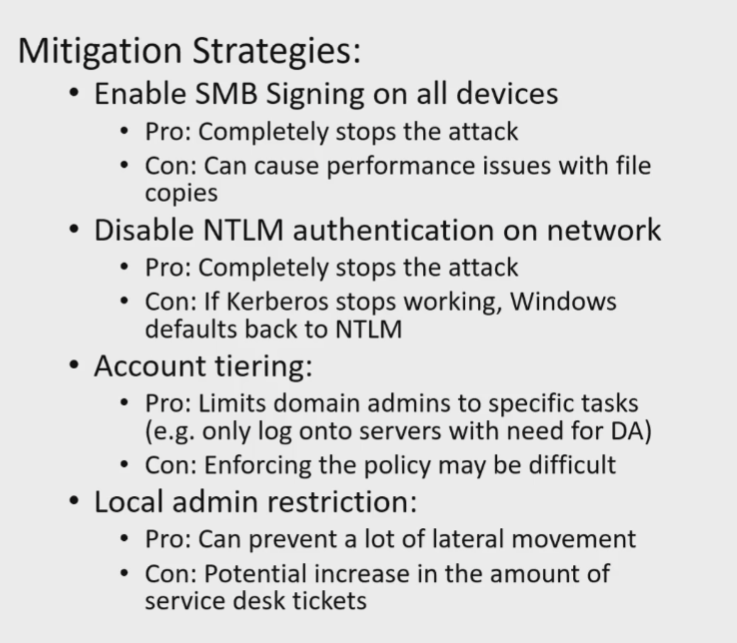 Mitigation Strategies:
• Enable SMB Signing on all devices
• Pro: Completely stops the attack
• Con: Can cause performance issues with file
copies
• Disable NTLM authentication on network
• Pro: Completely stops the attack
• Con: If Kerberos stops working, Windows
defaults back to NTLM
• Account tiering:
• Pro: Limits domain admins to specific tasks
(e.g. only log onto servers with need for DA)
• Con: Enforcing the policy may be difficult
• Local admin restriction:
• Pro: Can prevent a lot of lateral movement
• Con: Potential increase in the amount of
service desk tickets